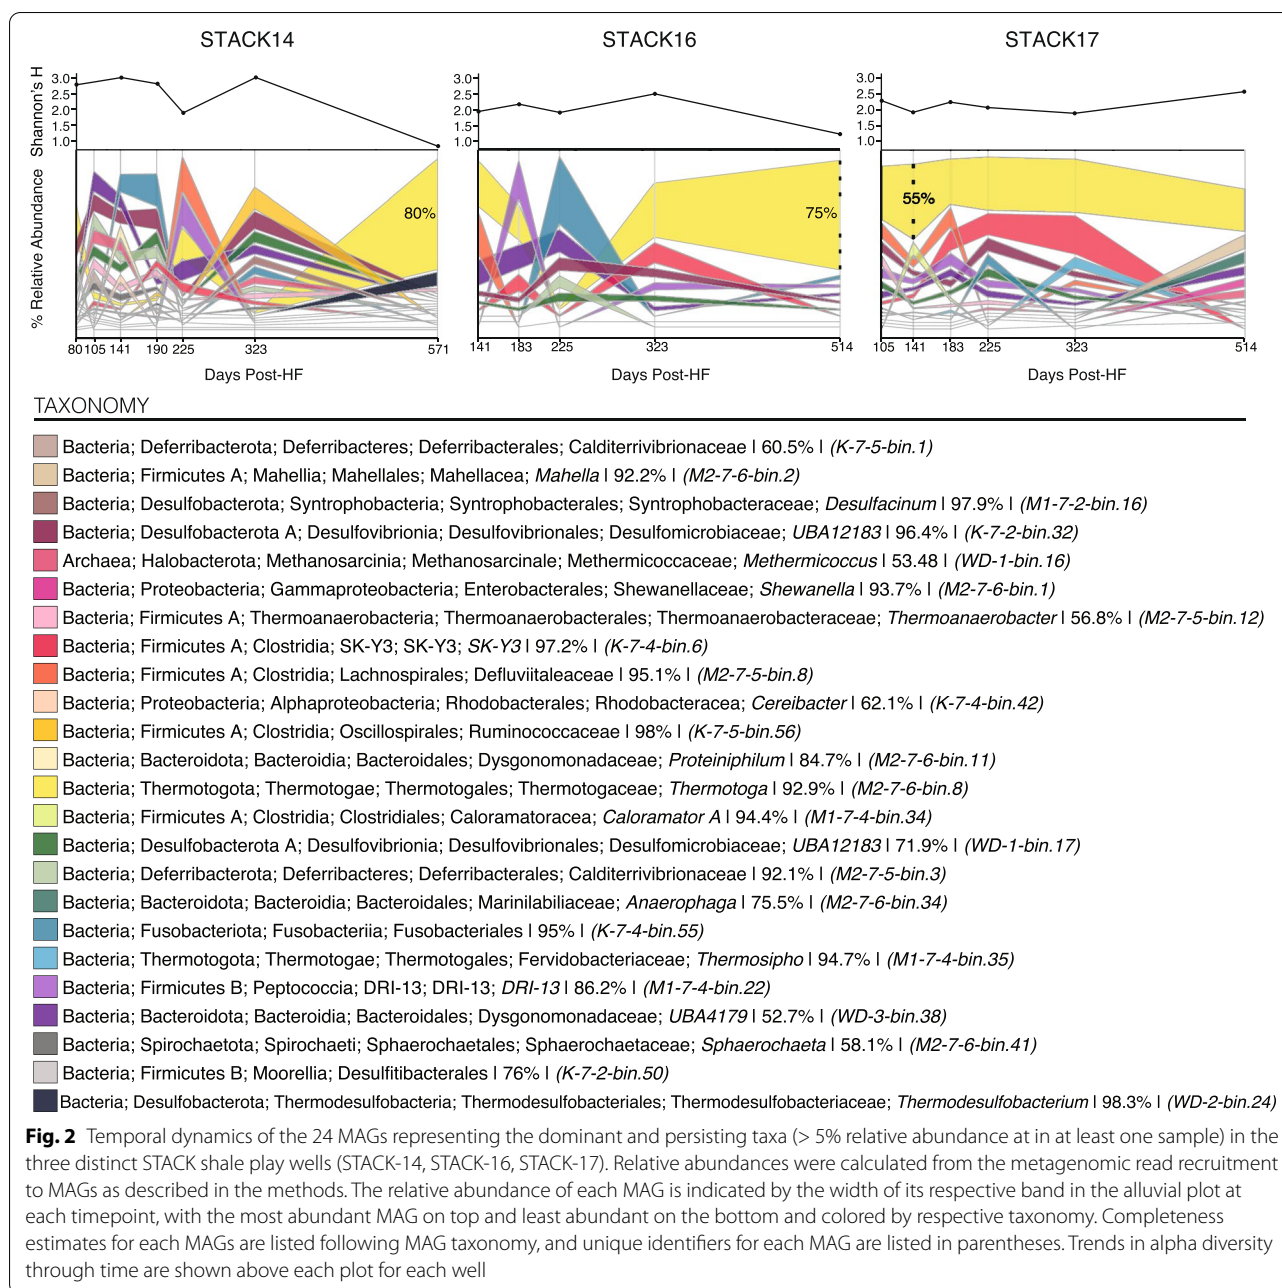 STACK14 STACK16 STACK17
Shannon's H
3.0 3.0 3.0
2.5 2.5 2.5
2.0 2.0 2.0
1.5 1.5 1.5
1.0 1.0 1.0
% Relative Abundance
80% 75% 55%
80 105 141 190 225 323 571 141 183 225 323 514 105 141 183 225 323 514
Days Post-HF Days Post-HF Days Post-HF
TAXONOMY
Bacteria; Deferribacterota; Deferribacteres; Deferribacterales; Calditerrivibrionaceae | 60.5% | (K-7-5-bin.1)
Bacteria; Firmicutes A; Mahellia; Mahellales; Mahellacea; Mahella | 92.2% | (M2-7-6-bin.2)
Bacteria; Desulfobacterota; Syntrophobacteria; Syntrophobacterales; Syntrophobacteraceae; Desulfacinum | 97.9% | (M1-7-2-bin.16)
Bacteria; Desulfobacterota A; Desulfovibrionia; Desulfovibrionales; Desulfomicrobiaceae; UBA12183 | 96.4% | (K-7-2-bin.32)
Archaea; Halobacterota; Methanosarcinia; Methanosarcinale; Methermicoccaceae; Methermicoccus | 53.48 | (WD-1-bin.16)
Bacteria; Proteobacteria; Gammaproteobacteria; Enterobacterales; Shewanellaceae; Shewanella | 93.7% | (M2-7-6-bin.1)
Bacteria; Firmicutes A; Thermoanaerobacteria; Thermoanaerobacterales; Thermoanaerobacteraceae; Thermoanaerobacter | 56.8% | (M2-7-5-bin.12)
Bacteria; Firmicutes A; Clostridia; SK-Y3; SK-Y3; SK-Y3 | 97.2% | (K-7-4-bin.6)
Bacteria; Firmicutes A; Clostridia; Lachnospirales; Defluviitaleaceae | 95.1% | (M2-7-5-bin.8)
Bacteria; Proteobacteria; Alphaproteobacteria; Rhodobacterales; Rhodobacteracea; Cereibacter | 62.1% | (K-7-4-bin.42)
Bacteria; Firmicutes A; Clostridia; Oscillospirales; Ruminococcaceae | 98% | (K-7-5-bin.56)
Bacteria; Bacteroidota; Bacteroidia; Bacteroidales; Dysgonomonadaceae; Proteiniphilum | 84.7% | (M2-7-6-bin.11)
Bacteria; Thermotogota; Thermotogae; Thermotogales; Thermotogaceae; Thermotoga | 92.9% | (M2-7-6-bin.8)
Bacteria; Firmicutes A; Clostridia; Clostridiales; Caloramatoracea; Caloramator A | 94.4% | (M1-7-4-bin.34)
Bacteria; Desulfobacterota A; Desulfovibrionia; Desulfovibrionales; Desulfomicrobiaceae; UBA12183 | 71.9% | (WD-1-bin.17)
Bacteria; Deferribacterota; Deferribacteres; Deferribacterales; Calditerrivibrionaceae | 92.1% | (M2-7-5-bin.3)
Bacteria; Bacteroidota; Bacteroidia; Bacteroidales; Marinilabiliaceae; Anaerophaga | 75.5% | (M2-7-6-bin.34)
Bacteria; Fusobacteriota; Fusobacteriia; Fusobacteriales | 95% | (K-7-4-bin.55)
Bacteria; Thermotogota; Thermotogae; Thermotogales; Fervidobacteriaceae; Thermosipho | 94.7% | (M1-7-4-bin.35)
Bacteria; Firmicutes B; Peptococcia; DRI-13; DRI-13; DRI-13 | 86.2% | (M1-7-4-bin.22)
Bacteria; Bacteroidota; Bacteroidia; Bacteroidales; Dysgonomonadaceae; UBA4179 | 52.7% | (WD-3-bin.38)
Bacteria; Spirochaetota; Spirochaeti; Sphaerochaetales; Sphaerochaetaceae; Sphaerochaeta | 58.1% | (M2-7-6-bin.41)
Bacteria; Firmicutes B; Moorellia; Desulfitibacterales | 76% | (K-7-2-bin.50)
Bacteria; Desulfobacterota; Thermodesulfobacteria; Thermodesulfobacteriales; Thermodesulfobacteriaceae; Thermodesulfobacterium | 98.3% | (WD-2-bin.24)
Fig. 2 Temporal dynamics of the 24 MAGs representing the dominant and persisting taxa (> 5% relative abundance at in at least one sample) in the
three distinct STACK shale play wells (STACK-14, STACK-16, STACK-17). Relative abundances were calculated from the metagenomic read recruitment
to MAGs as described in the methods. The relative abundance of each MAG is indicated by the width of its respective band in the alluvial plot at
each timepoint, with the most abundant MAG on top and least abundant on the bottom and colored by respective taxonomy. Completeness
estimates for each MAGs are listed following MAG taxonomy, and unique identifiers for each MAG are listed in parentheses. Trends in alpha diversity
through time are shown above each plot for each well